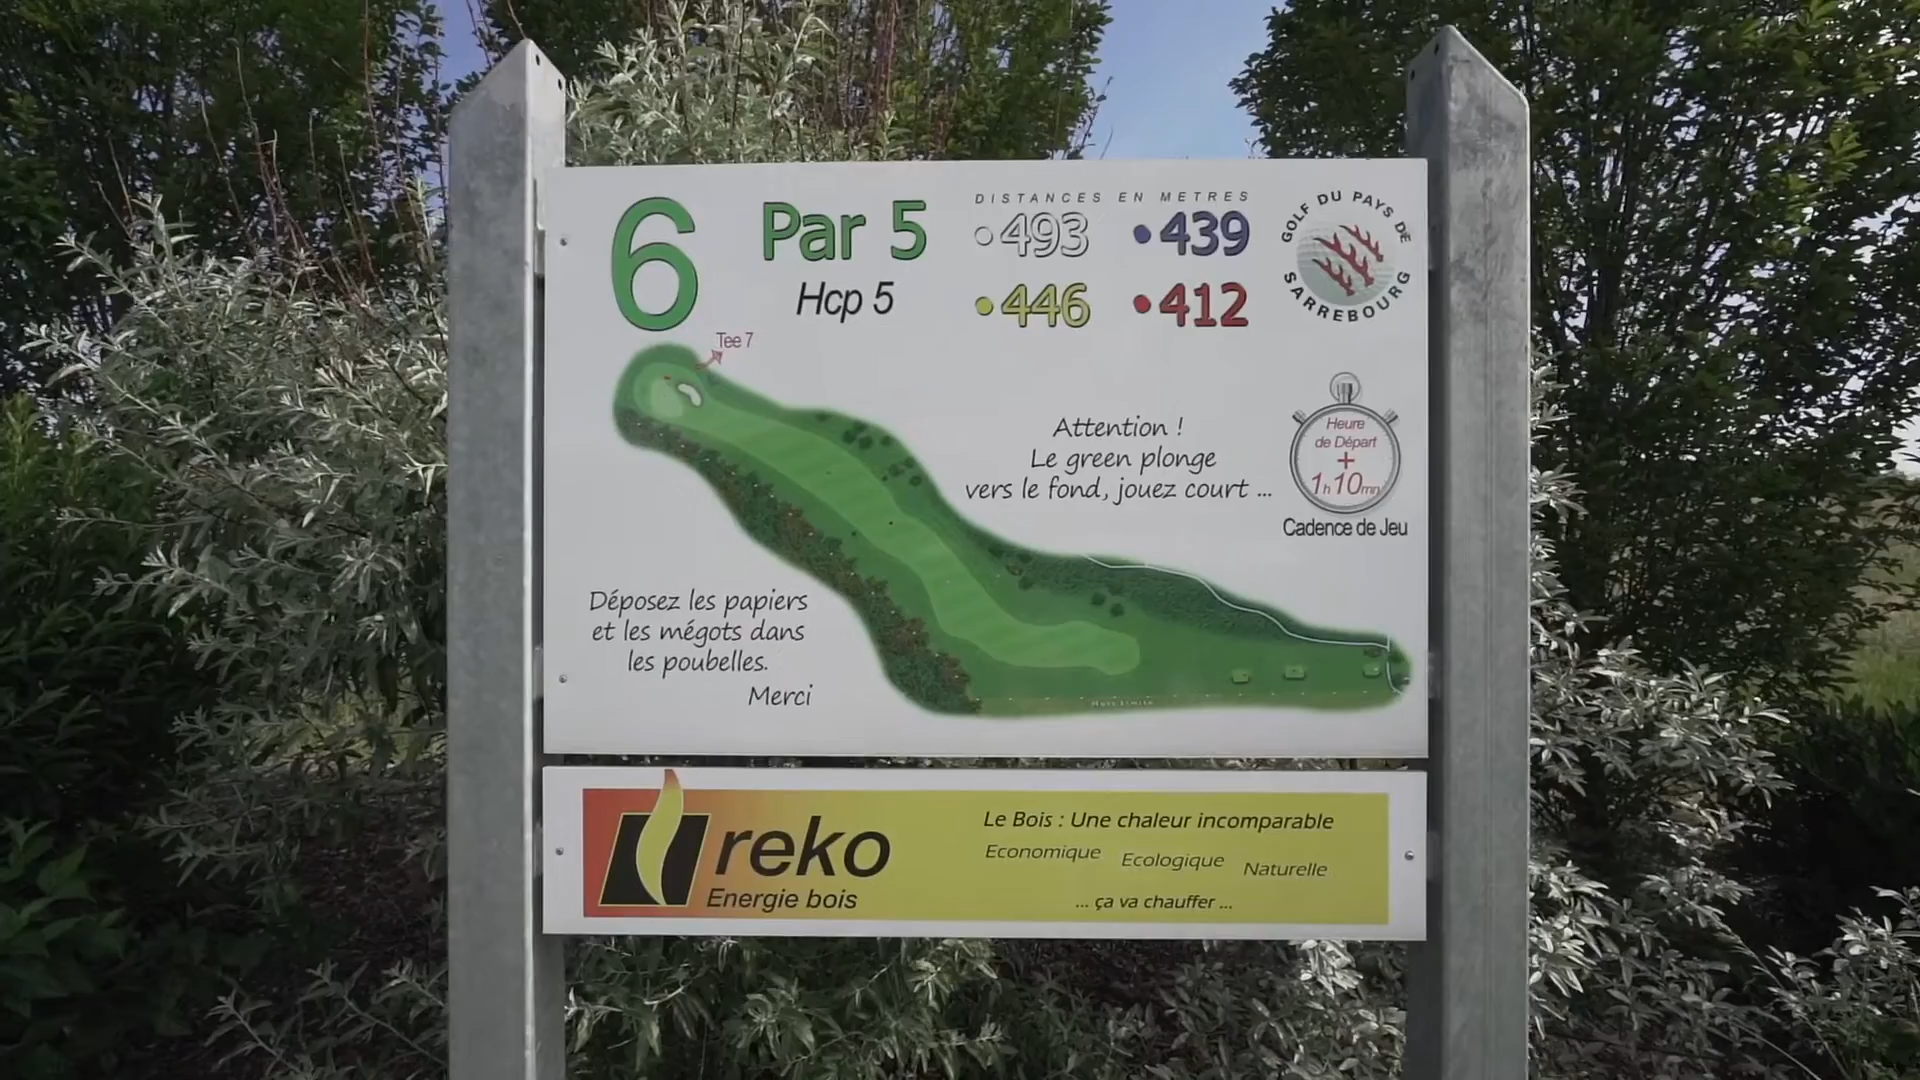 6
Par 5
Hcp 5
DISTANCES EN METRES
493
439
446
412
GOLF DU PAYS DE
SARREBOURG
Tee 7
Attention !
Le green plonge
vers le fond, jouez court ...
Heure
de Départ
+
1h10mn
Cadence de Jeu
Déposez les papiers
et les mégots dans
les poubelles.
Merci
Hors limite
reko
Energie bois
Le Bois : Une chaleur incomparable
Economique Ecologique Naturelle
... ça va chauffer ...